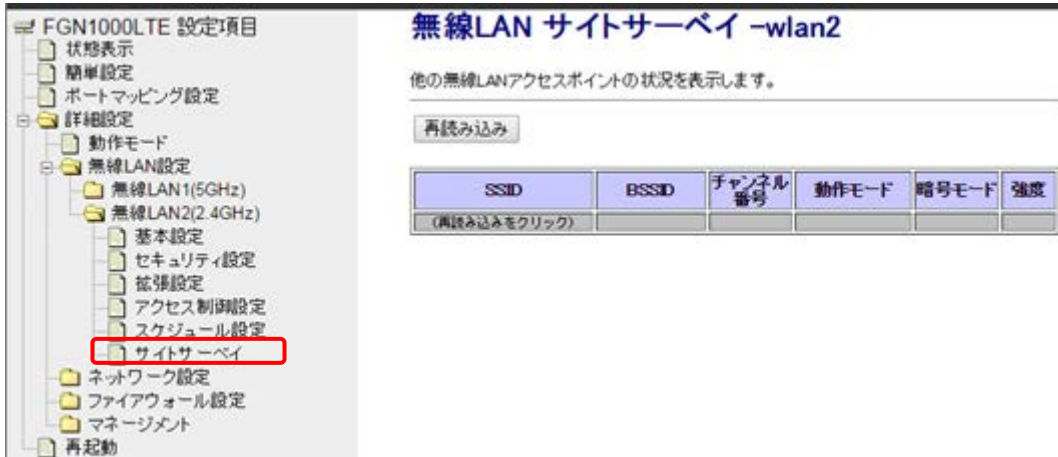 FGN1000LTE 設定項目
状態表示
簡単設定
ポートマッピング設定
詳細設定
動作モード
無線LAN設定
無線LAN1(5GHz)
無線LAN2(2.4GHz)
基本設定
セキュリティ設定
拡張設定
アクセス制御設定
スケジュール設定
サイトサーベイ
ネットワーク設定
ファイアウォール設定
マネージメント
再起動
無線LAN サイトサーベイ -wlan2
他の無線LANアクセスポイントの状況を表示します。
再読み込み
SSID BSSID チャンネル番号 動作モード 暗号モード 強度
(再読み込みをクリック)